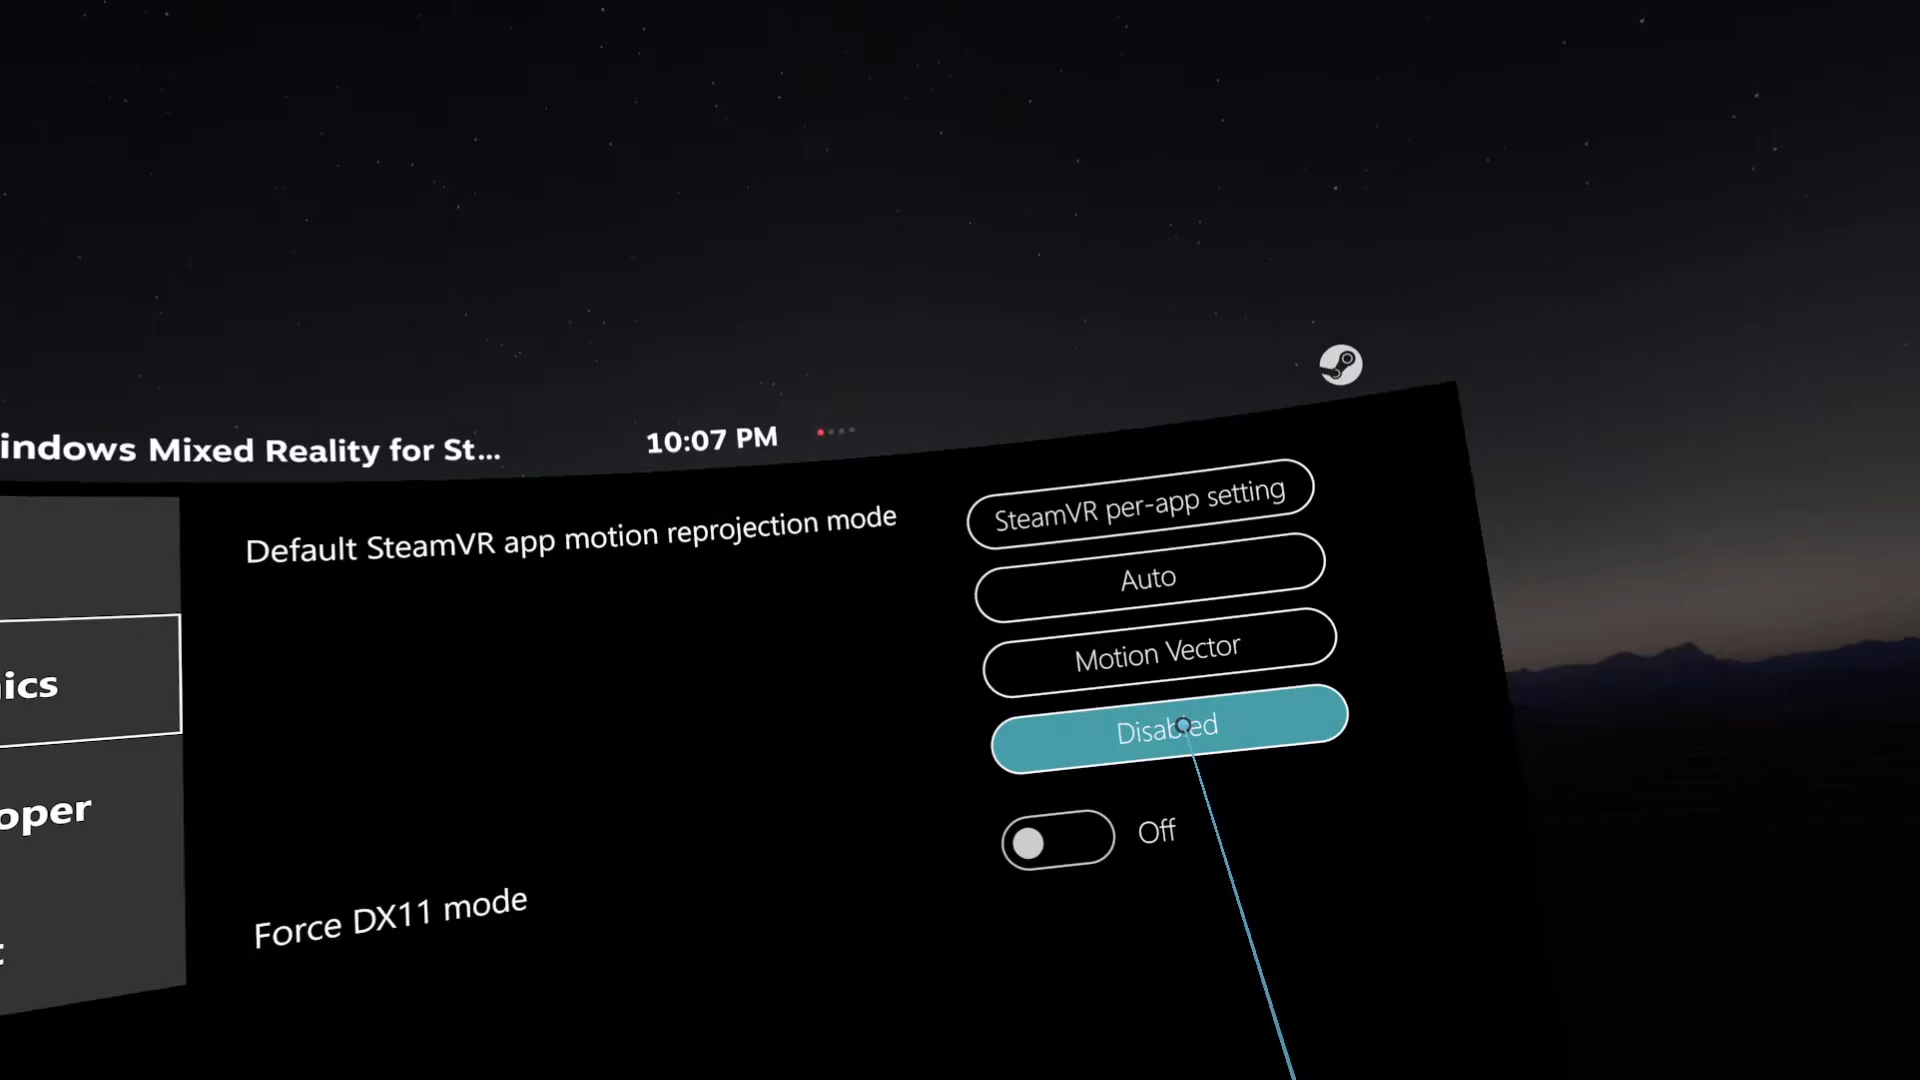 indows Mixed Reality for St...
10:07 PM
Default SteamVR app motion reprojection mode
SteamVR per-app setting
Auto
Motion Vector
Disabled
Off
Force DX11 mode
ics
oper
t